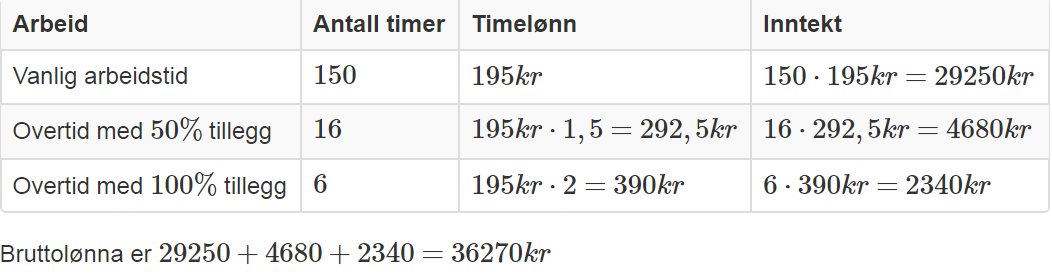 Arbeid Antall timer Timelønn Inntekt
Vanlig arbeidstid 150 195kr 150 · 195kr = 29250kr
Overtid med 50% tillegg 16 195kr · 1, 5 = 292, 5kr 16 · 292, 5kr = 4680kr
Overtid med 100% tillegg 6 195kr · 2 = 390kr 6 · 390kr = 2340kr
Bruttolønna er 29250 + 4680 + 2340 = 36270kr